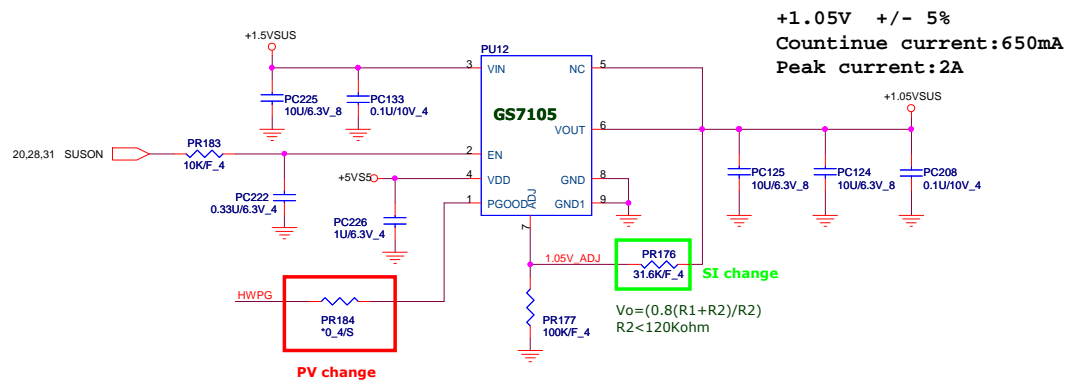 +1.05V +/- 5%
Countinue current:650mA
Peak current:2A
+1.5VSUS
PU12
3
VIN
NC
5
+1.05VSUS
PC225
10U/6.3V_8
PC133
0.1U/10V_4
GS7105
VOUT
6
20,28,31 SUSON
PR183
10K/F_4
2
EN
PC125
10U/6.3V_8
PC124
10U/6.3V_8
PC208
0.1U/10V_4
+5VS5
4
VDD
GND
8
PC222
0.33U/6.3V_4
1
PGOOD
ADJ
GND1
9
PC226
1U/6.3V_4
7
1.05V_ADJ
PR176
31.6K/F_4
SI change
HWPG
PR184
*0_4/S
PR177
100K/F_4
Vo=(0.8(R1+R2)/R2)
R2<120Kohm
PV change